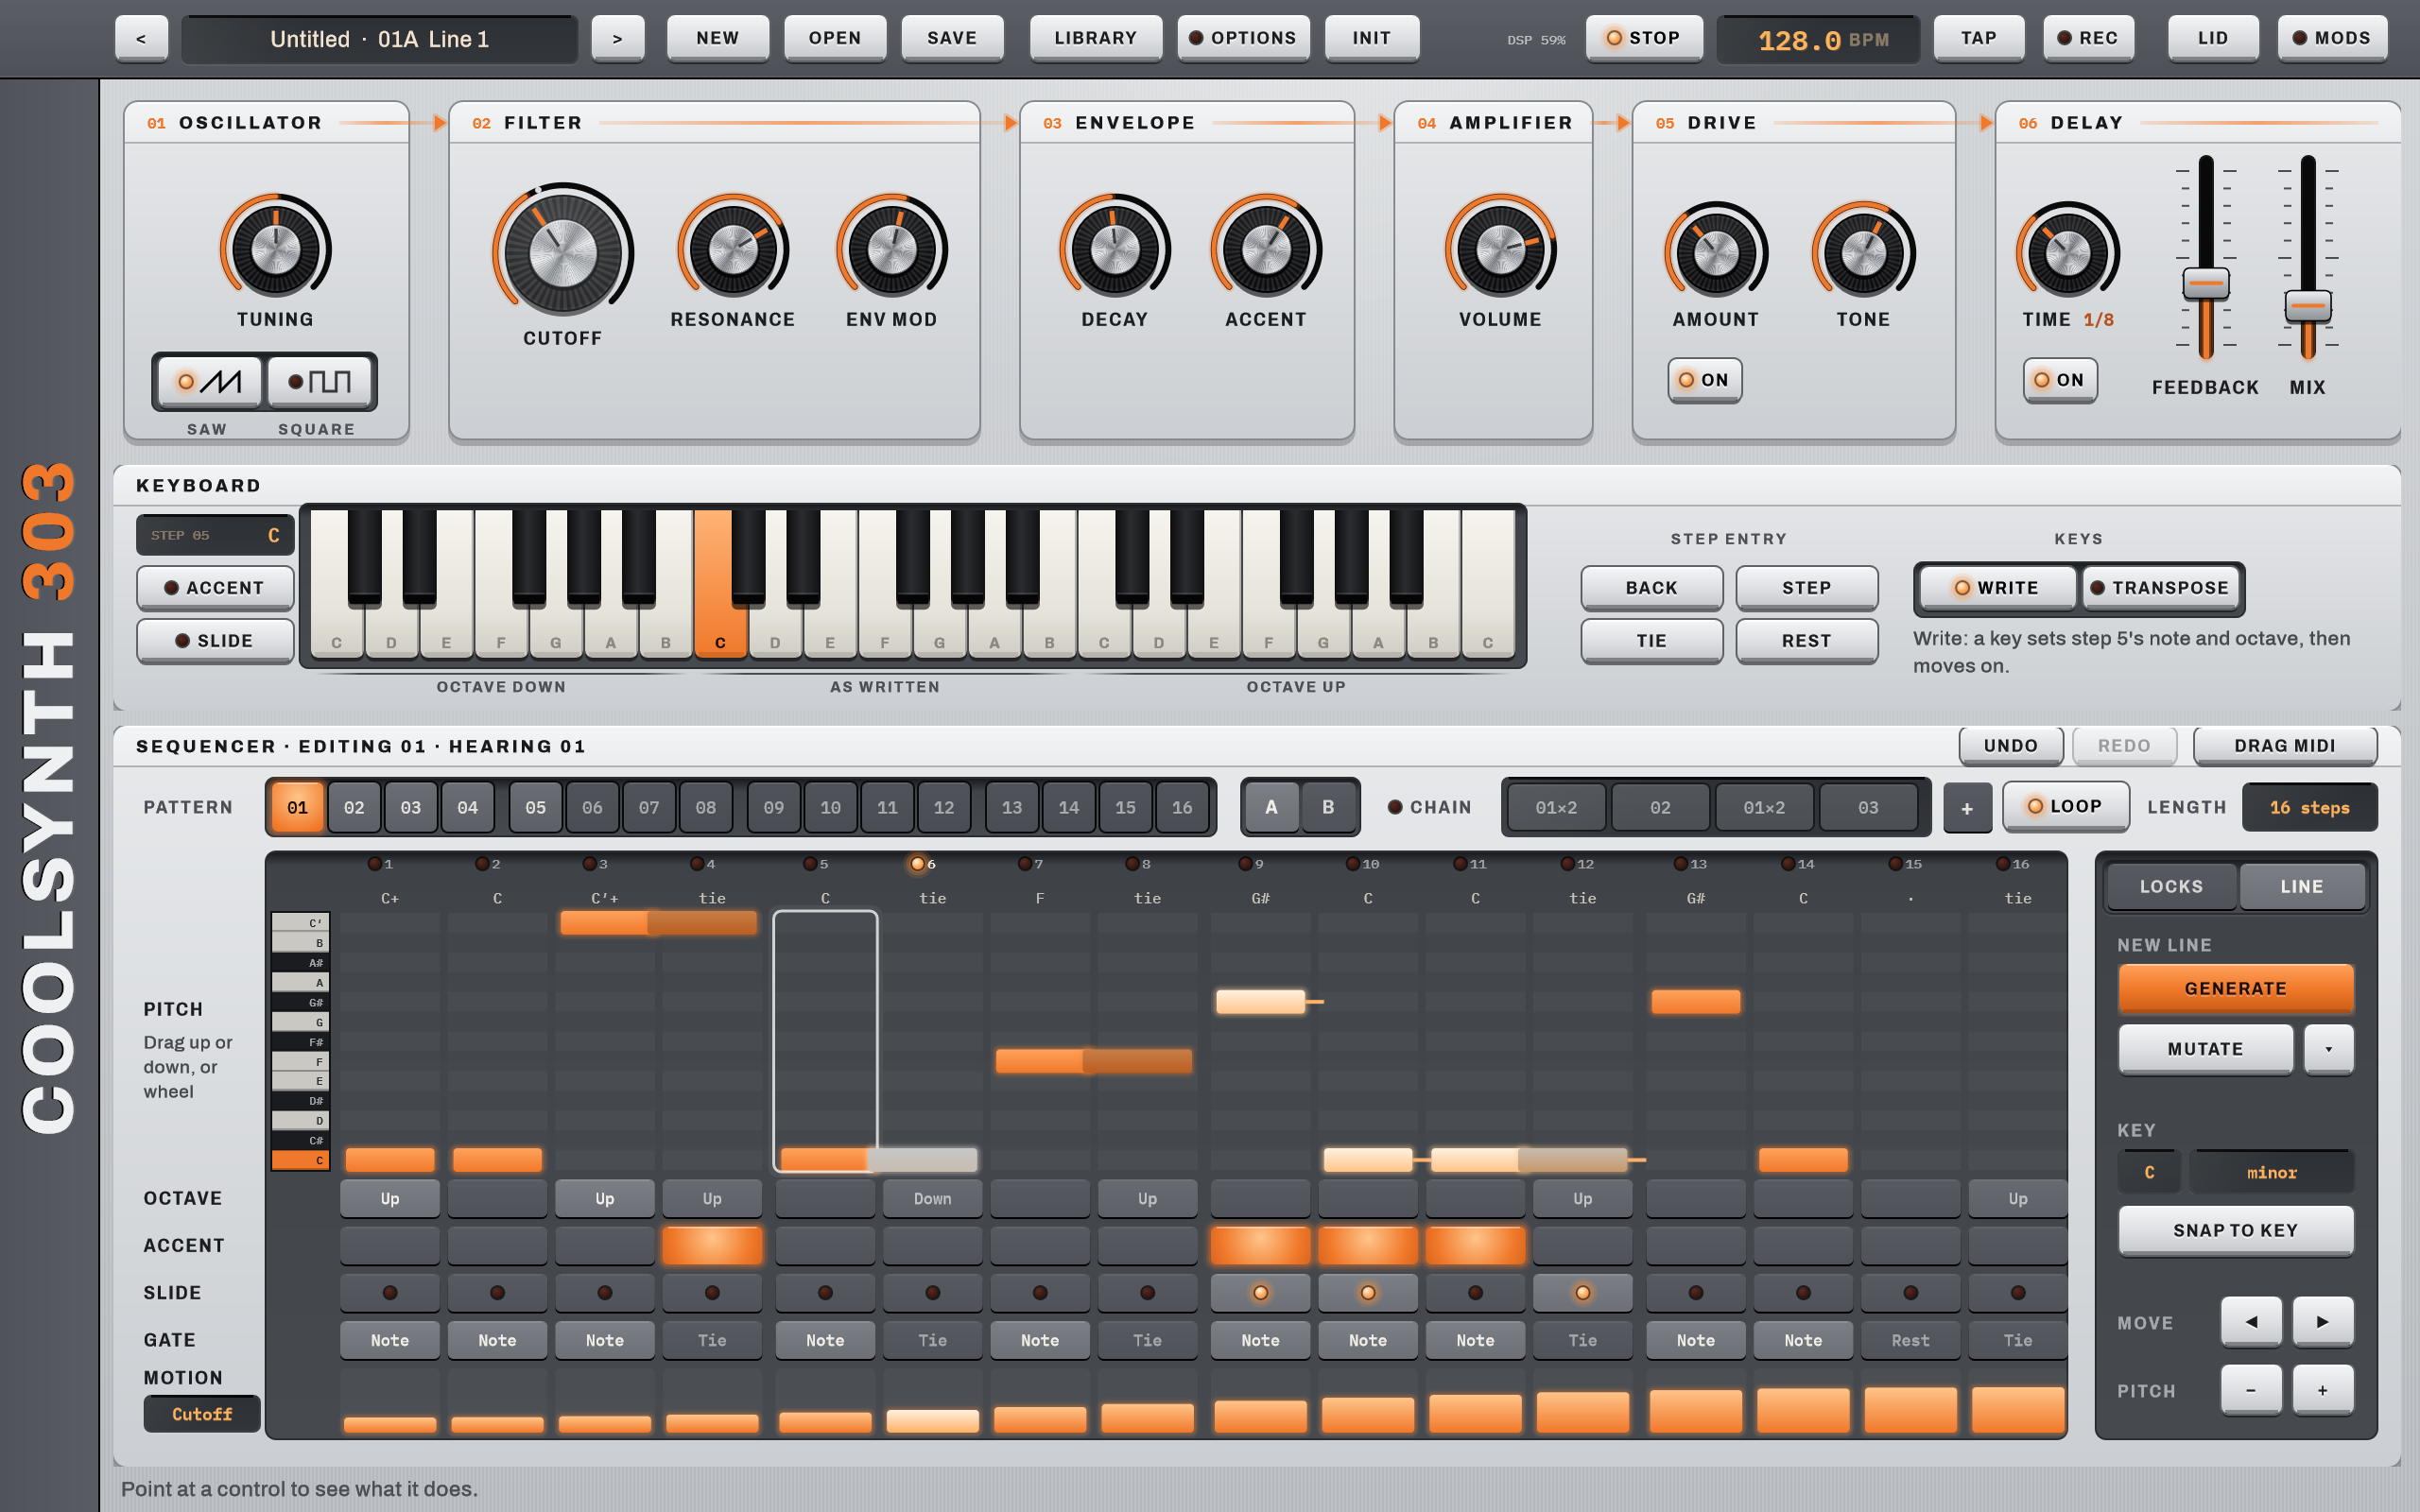 < Untitled · 01A Line 1 > NEW OPEN SAVE LIBRARY OPTIONS INIT DSP 59% STOP 128.0 BPM TAP REC LID MODS
COOLSYNTH 303
01 OSCILLATOR 02 FILTER 03 ENVELOPE 04 AMPLIFIER 05 DRIVE 06 DELAY
TUNING CUTOFF RESONANCE ENV MOD DECAY ACCENT VOLUME AMOUNT TONE TIME 1/8
ON ON FEEDBACK MIX
SAW SQUARE
KEYBOARD
STEP 05 C
ACCENT
SLIDE
C D E F G A B C D E F G A B C D E F G A B C
OCTAVE DOWN AS WRITTEN OCTAVE UP
STEP ENTRY
BACK STEP
TIE REST
KEYS
WRITE TRANSPOSE
Write: a key sets step 5's note and octave, then
moves on.
SEQUENCER · EDITING 01 · HEARING 01 UNDO REDO DRAG MIDI
PATTERN 01 02 03 04 05 06 07 08 09 10 11 12 13 14 15 16 A B CHAIN 01×2 02 01×2 03 + LOOP LENGTH 16 steps
1 2 3 4 5 6 7 8 9 10 11 12 13 14 15 16
C+ C C'+ tie C tie F tie G# C C tie G# C · tie
C'
B
A#
A
G#
G
F#
F
E
D#
D
C#
C
PITCH
Drag up or
down, or
wheel
OCTAVE Up Up Up Down Up Up Up
ACCENT
SLIDE
GATE Note Note Note Tie Note Tie Note Tie Note Note Note Tie Note Note Rest Tie
MOTION
Cutoff
LOCKS LINE
NEW LINE
GENERATE
MUTATE
KEY
C minor
SNAP TO KEY
MOVE
PITCH − +
Point at a control to see what it does.